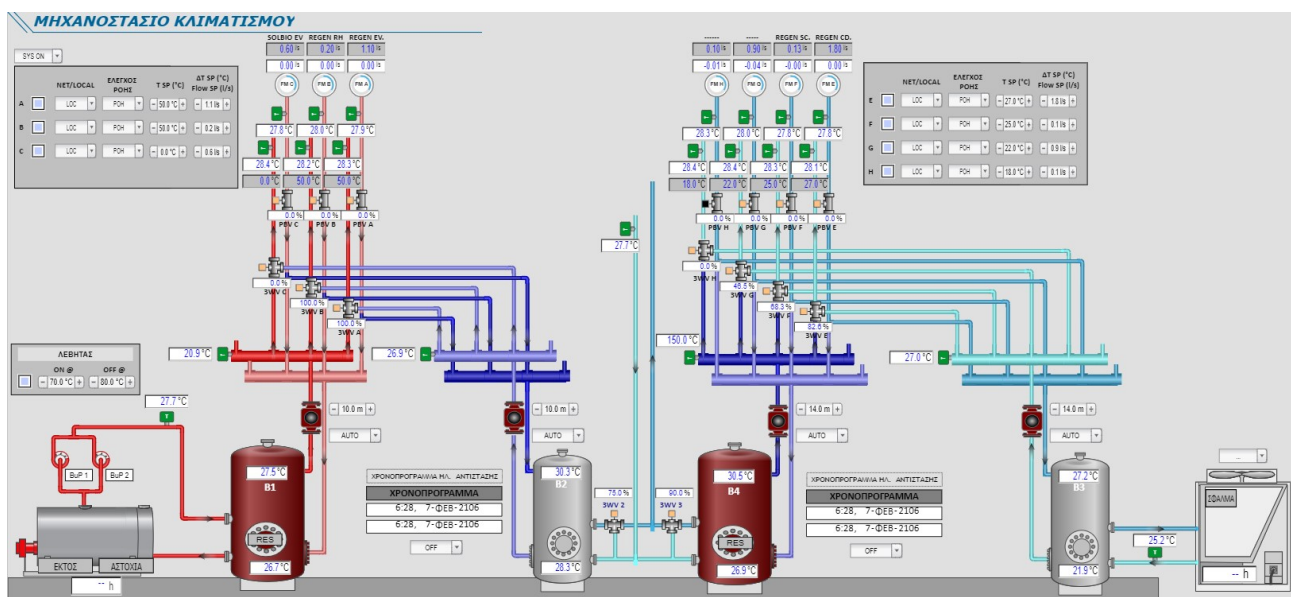 ΜΗΧΑΝΟΣΤΑΣΙΟ ΚΛΙΜΑΤΙΣΜΟΥ
SYS ON
NET/LOCAL ΕΛΕΓΧΟΣ ΡΟΗΣ T SP (°C) ΔT SP (°C) Flow SP (l/s)
A LOC ΡΟΗ − 50.0 °C + − 1.1 l/s +
B LOC ΡΟΗ − 50.0 °C + − 0.2 l/s +
C LOC ΡΟΗ − 0.0 °C + − 0.6 l/s +
SOLBIO EV REGEN RH REGEN EV.
0.60 l/s 0.20 l/s 1.10 l/s
0.00 l/s 0.00 l/s 0.00 l/s
FM C FM B FM A
27.8 °C 28.0 °C 27.9 °C
28.4 °C 28.2 °C 28.3 °C
0.0 °C 50.0 °C 50.0 °C
0.0 % 0.0 % 0.0 %
PBV C PBV B PBV A
0.0 %
3WV C
100.0 %
3WV B
100.0 %
3WV A
------ ----- REGEN SC. REGEN CD.
0.10 l/s 0.90 l/s 0.13 l/s 1.80 l/s
-0.01 l/s -0.04 l/s -0.00 l/s 0.00 l/s
FM H FM G FM F FM E
28.3 °C 28.0 °C 27.8 °C 27.8 °C
28.4 °C 28.4 °C 28.3 °C 28.1 °C
18.0 °C 22.0 °C 25.0 °C 27.0 °C
0.0 % 0.0 % 0.0 % 0.0 %
PBV H PBV G PBV F PBV E
0.0 %
3WV H
3WV G
68.3 %
3WV F
82.6 %
3WV E
NET/LOCAL ΕΛΕΓΧΟΣ ΡΟΗΣ T SP (°C) ΔT SP (°C) Flow SP (l/s)
E LOC ΡΟΗ − 27.0 °C + − 1.8 l/s +
F LOC ΡΟΗ − 25.0 °C + − 0.1 l/s +
G LOC ΡΟΗ − 22.0 °C + − 0.9 l/s +
H LOC ΡΟΗ − 18.0 °C + − 0.1 l/s +
27.7 °C
20.9 °C
26.9 °C
150.0 °C
27.0 °C
ΛΕΒΗΤΑΣ
ON @ OFF @
− 70.0 °C + − 80.0 °C +
27.7 °C
T
BυP 1 BυP 2
ΕΚΤΟΣ ΑΣΤΟΧΙΑ
-- h
− 10.0 m +
AUTO
27.5 °C
B1
RES
26.7 °C
ΧΡΟΝΟΠΡΟΓΡΑΜΜΑ ΗΛ. ΑΝΤΙΣΤΑΣΗΣ
ΧΡΟΝΟΠΡΟΓΡΑΜΜΑ
6:28, 7-ΦΕΒ-2106
6:28, 7-ΦΕΒ-2106
OFF
− 10.0 m +
AUTO
30.3 °C
B2
28.3 °C
75.0 %
3WV 2
90.0 %
3WV 3
− 14.0 m +
AUTO
30.5 °C
B4
RES
26.9 °C
ΧΡΟΝΟΠΡΟΓΡΑΜΜΑ ΗΛ. ΑΝΤΙΣΤΑΣΗΣ
ΧΡΟΝΟΠΡΟΓΡΑΜΜΑ
6:28, 7-ΦΕΒ-2106
6:28, 7-ΦΕΒ-2106
OFF
− 14.0 m +
AUTO
27.2 °C
B3
21.9 °C
...
ΣΦΑΛΜΑ
25.2 °C
T
-- h